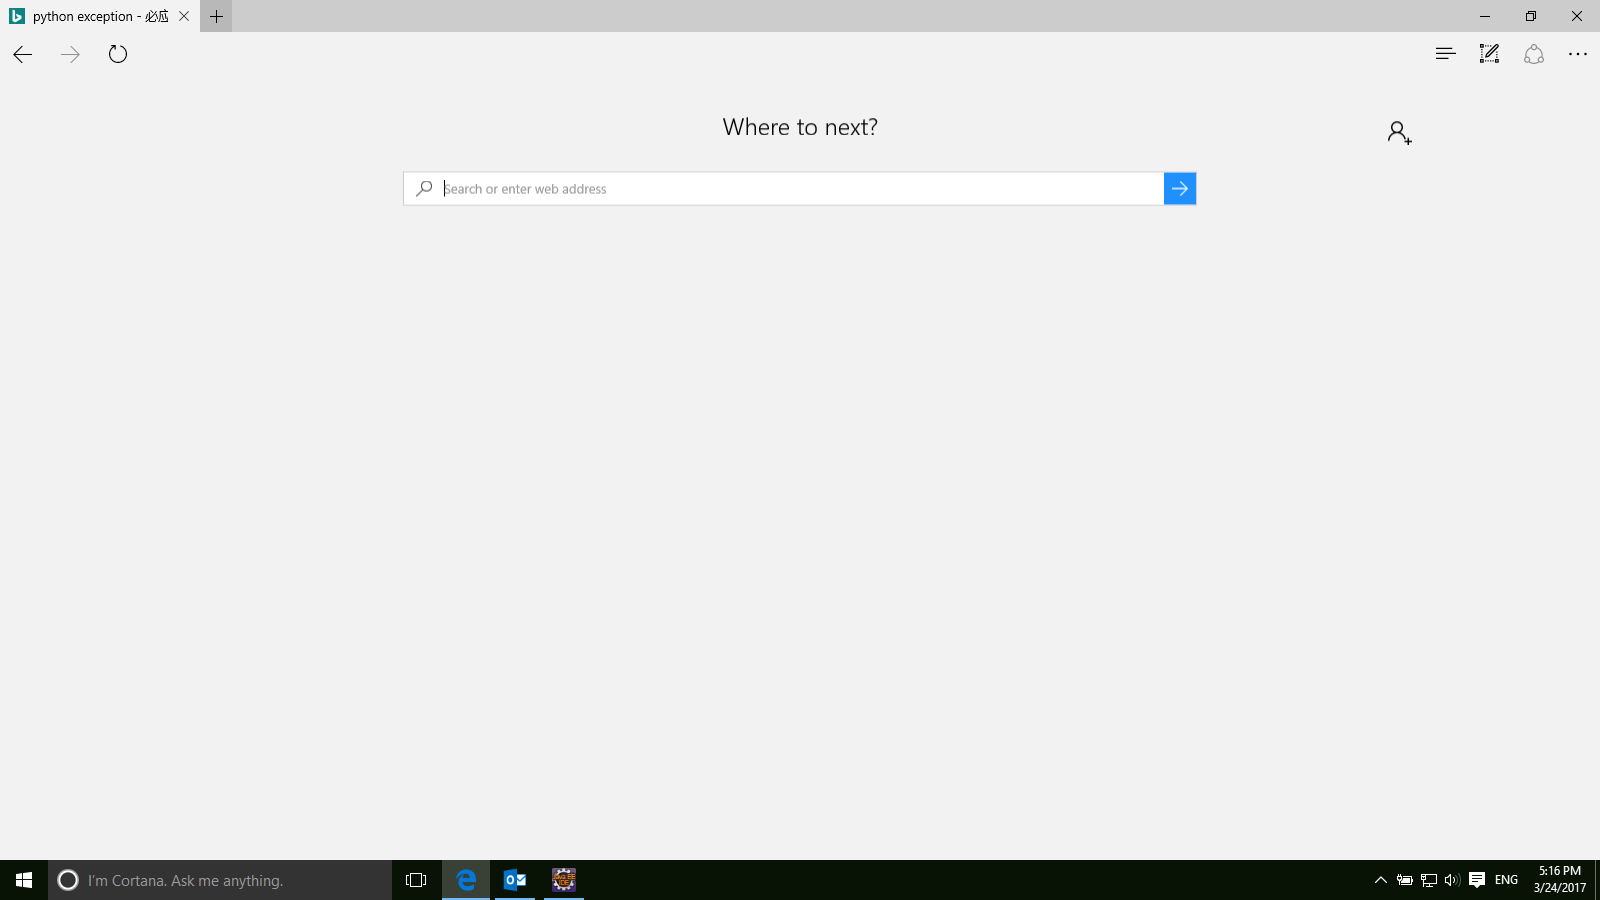 python exception - 必应
Where to next?
Search or enter web address
I'm Cortana. Ask me anything.
ENG
5:16 PM
3/24/2017